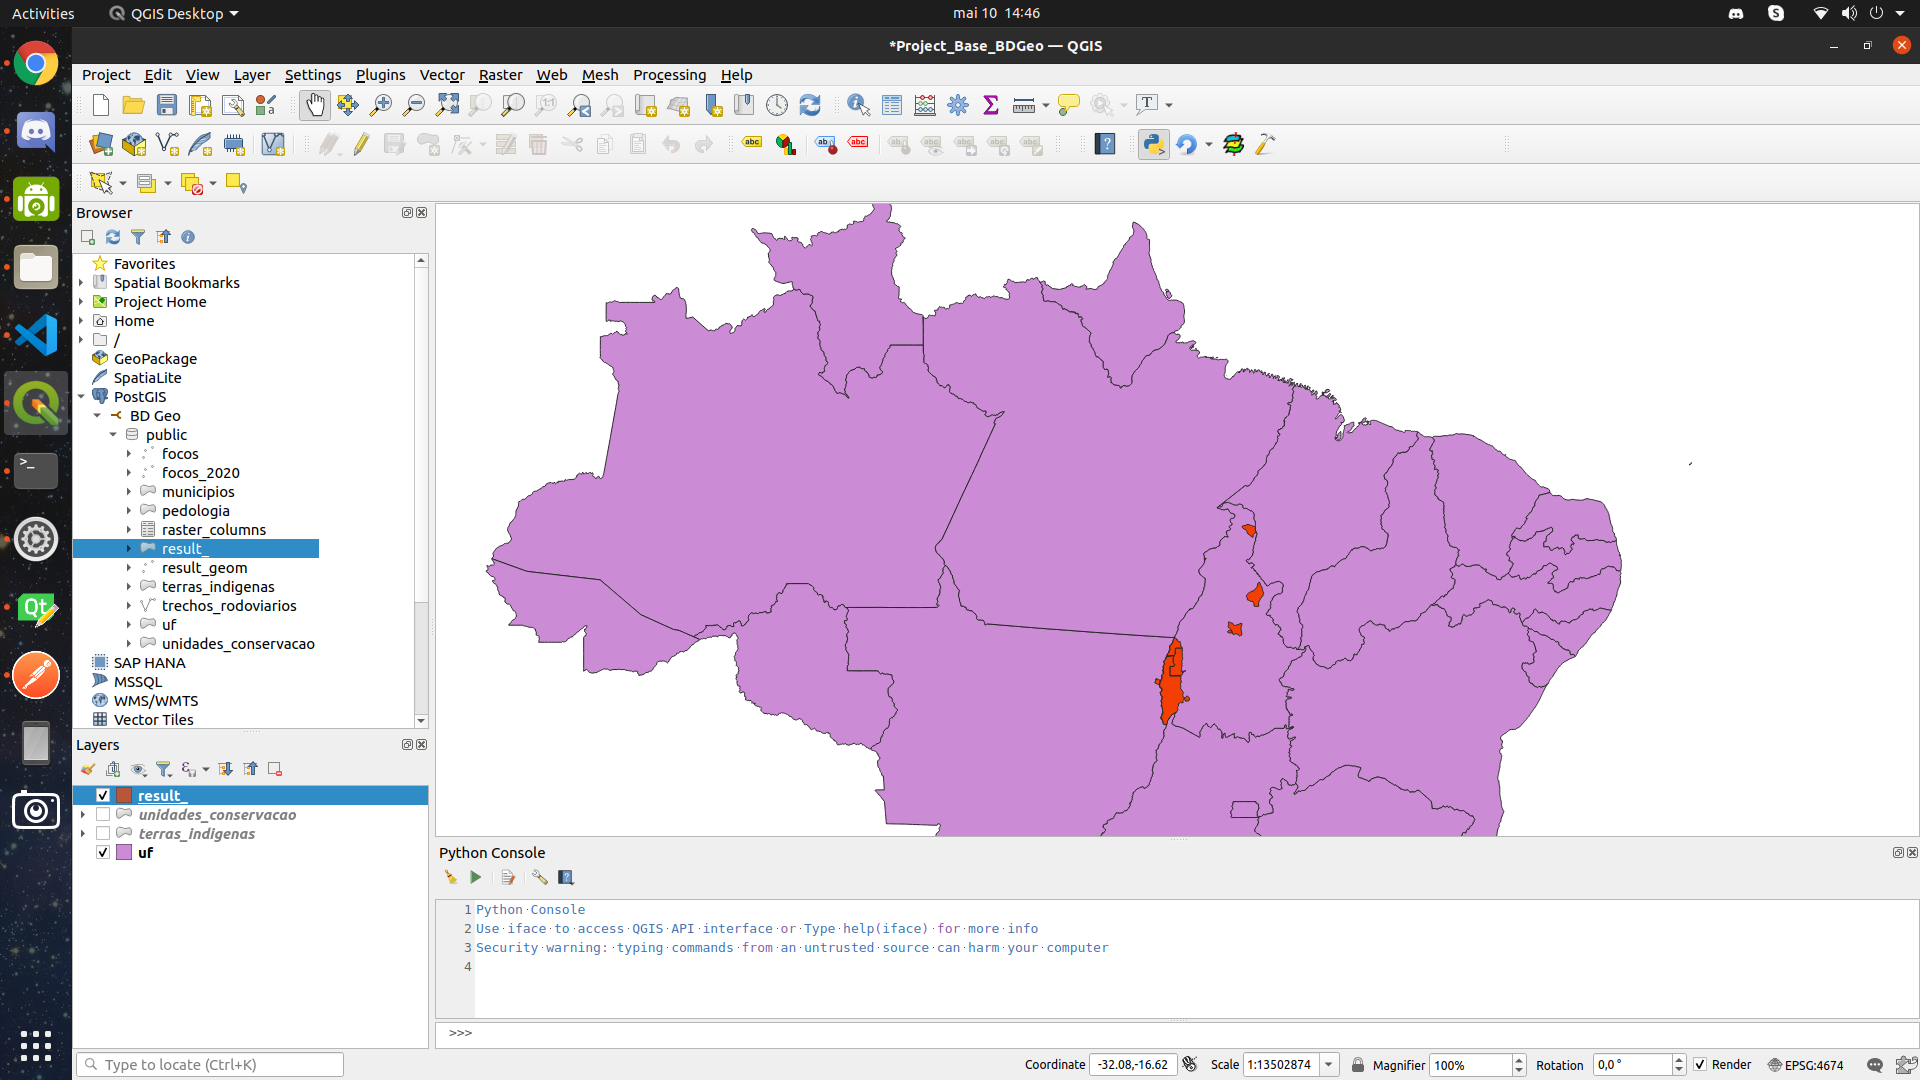 Activities
QGIS Desktop
mai 10 14:46
*Project_Base_BDGeo — QGIS
Project Edit View Layer Settings Plugins Vector Raster Web Mesh Processing Help
Browser
Favorites
Spatial Bookmarks
Project Home
Home
/
GeoPackage
SpatiaLite
PostGIS
BD Geo
public
focos
focos_2020
municipios
pedologia
raster_columns
result_
result_geom
terras_indigenas
trechos_rodoviarios
uf
unidades_conservacao
SAP HANA
MSSQL
WMS/WMTS
Vector Tiles
Layers
result_
unidades_conservacao
terras_indigenas
uf
Python Console
1 Python Console
2 Use iface to access QGIS API interface or Type help(iface) for more info
3 Security warning: typing commands from an untrusted source can harm your computer
4
>>>
Type to locate (Ctrl+K)
Coordinate -32.08,-16.62
Scale 1:13502874
Magnifier 100%
Rotation 0,0 °
Render
EPSG:4674